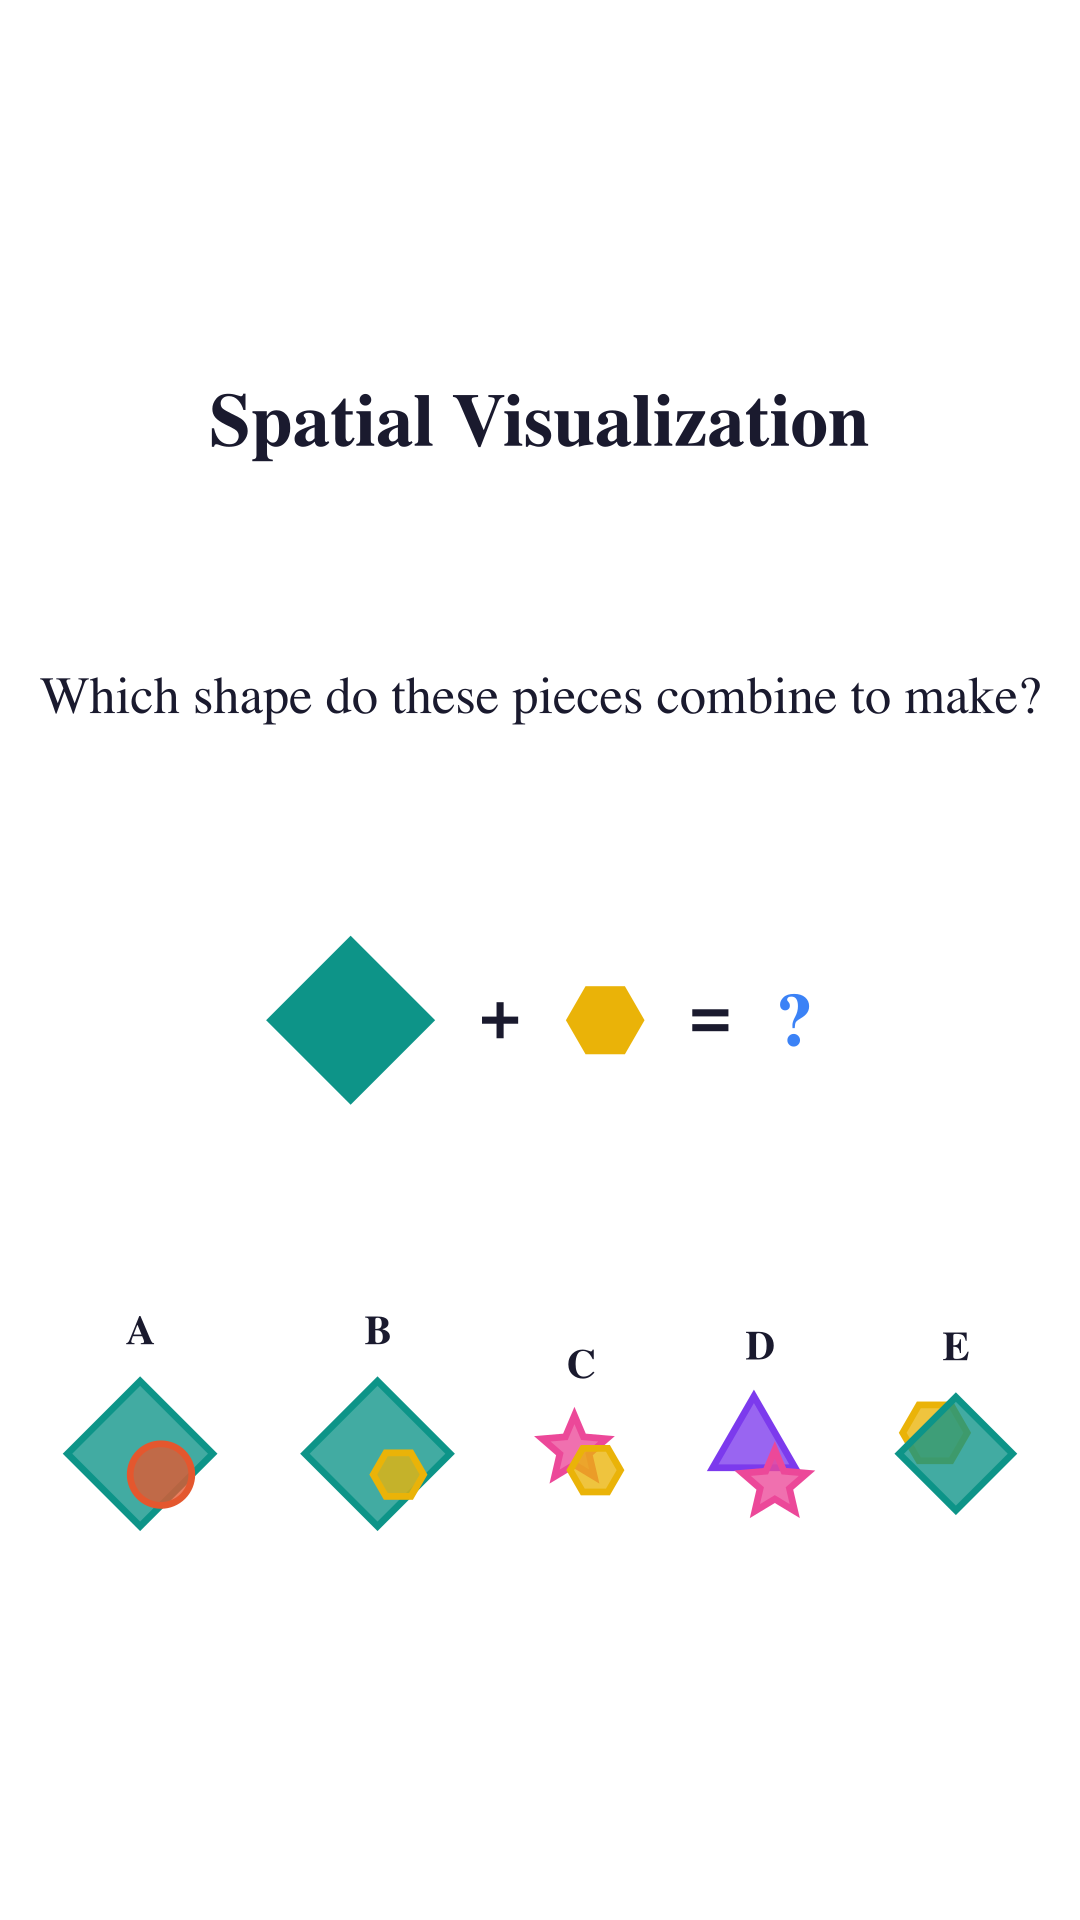 Spatial Visualization
Which shape do these pieces combine to make?
+ = ?
A B C D E